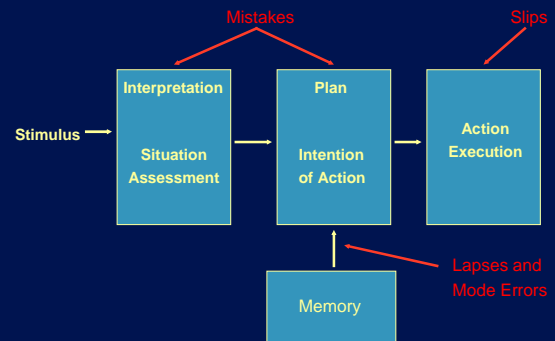 Mistakes
Slips
Interpretation
Situation
Assessment
Plan
Intention
of Action
Action
Execution
Stimulus
Lapses and
Mode Errors
Memory